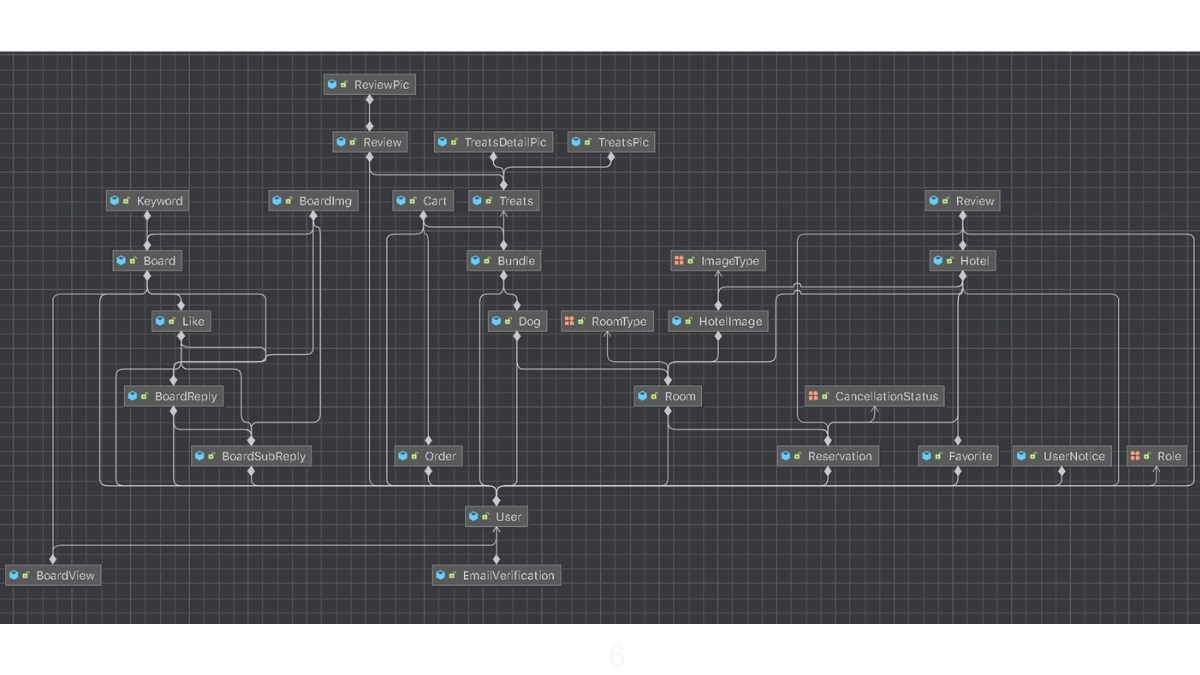 ReviewPic
Review
TreatsDetailPic
TreatsPic
Keyword
BoardImg
Cart
Treats
Review
Board
Bundle
ImageType
Hotel
Like
Dog
RoomType
HotelImage
BoardReply
Room
CancellationStatus
BoardSubReply
Order
Reservation
Favorite
UserNotice
Role
User
BoardView
EmailVerification
6